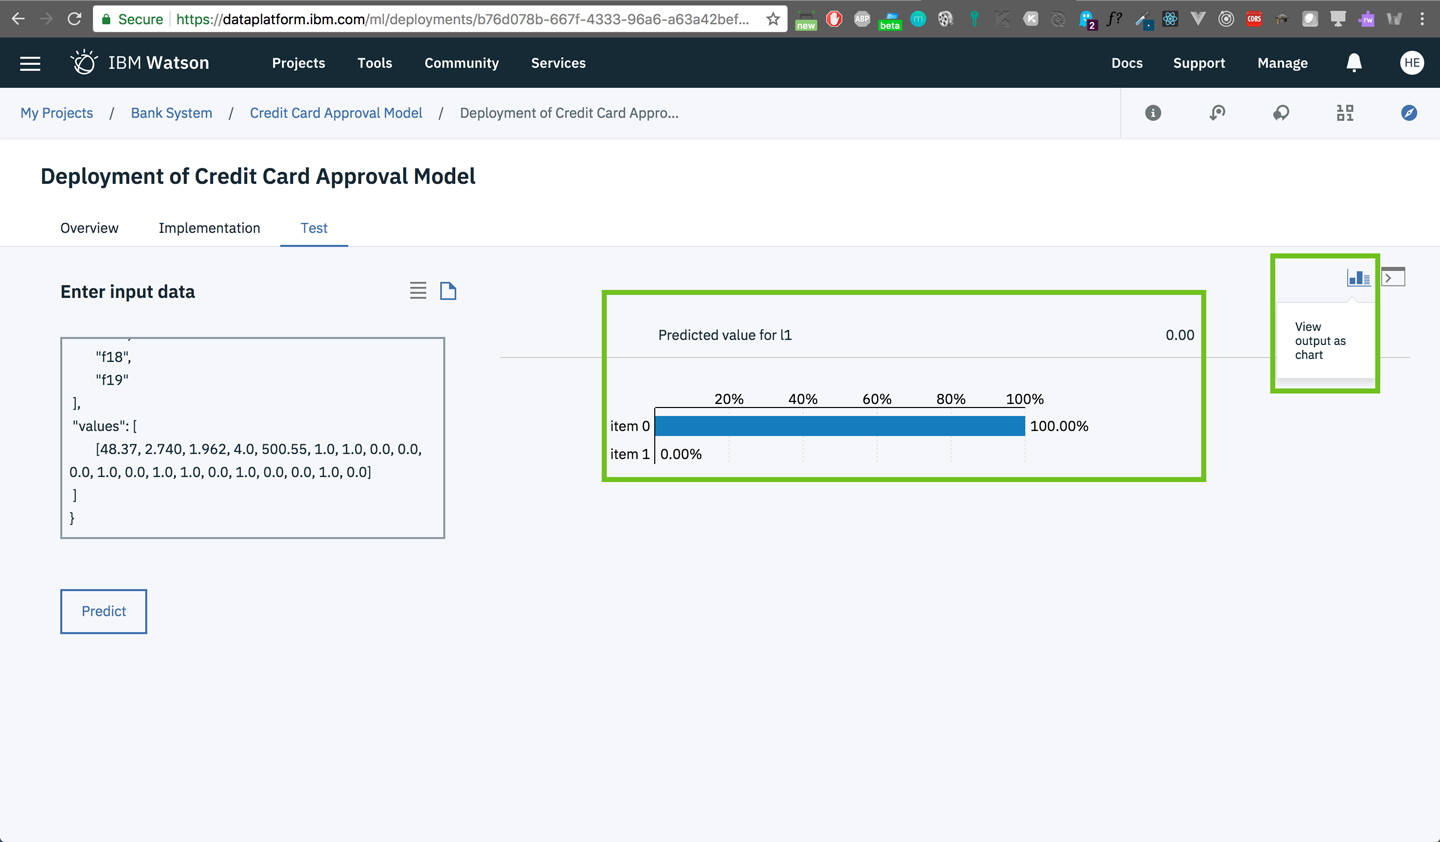 Secure https://dataplatform.ibm.com/ml/deployments/b76d078b-667f-4333-96a6-a63a42bef...
new ABP beta 2 ƒ? CORS rw
IBM Watson Projects Tools Community Services Docs Support Manage HE
My Projects / Bank System / Credit Card Approval Model / Deployment of Credit Card Appro...
Deployment of Credit Card Approval Model
Overview Implementation Test
Enter input data
"f18",
"f19"
],
"values": [
[48.37, 2.740, 1.962, 4.0, 500.55, 1.0, 1.0, 0.0, 0.0,
0.0, 1.0, 0.0, 1.0, 1.0, 0.0, 1.0, 0.0, 0.0, 1.0, 0.0]
]
}
Predict
Predicted value for l1 0.00
20% 40% 60% 80% 100%
item 0 100.00%
item 1 0.00%
View
output as
chart